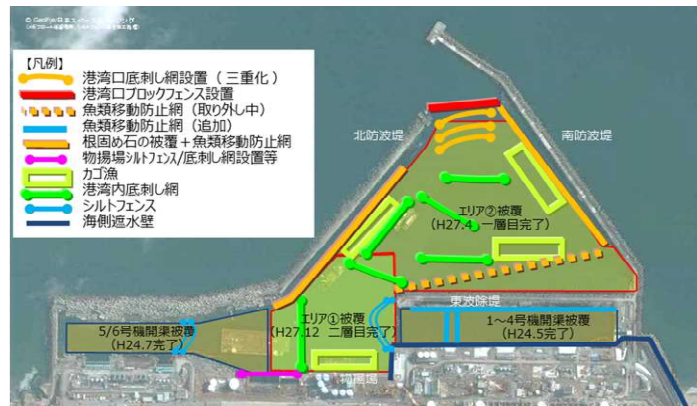 【凡例】
港湾口底刺し網設置(三重化)
港湾口ブロックフェンス設置
魚類移動防止網(取り外し中)
魚類移動防止網(追加)
根固め石の被覆+魚類移動防止網
物揚場シルトフェンス/底刺し網設置等
カゴ漁
港湾内底刺し網
シルトフェンス
海側遮水壁
北防波堤
南防波堤
エリア②被覆
(H27.4 一層目完了)
東波除堤
エリア①被覆
(H27.12 二層目完了)
1~4号機開渠被覆
(H24.5完了)
5/6号機開渠被覆
(H24.7完了)
物揚場